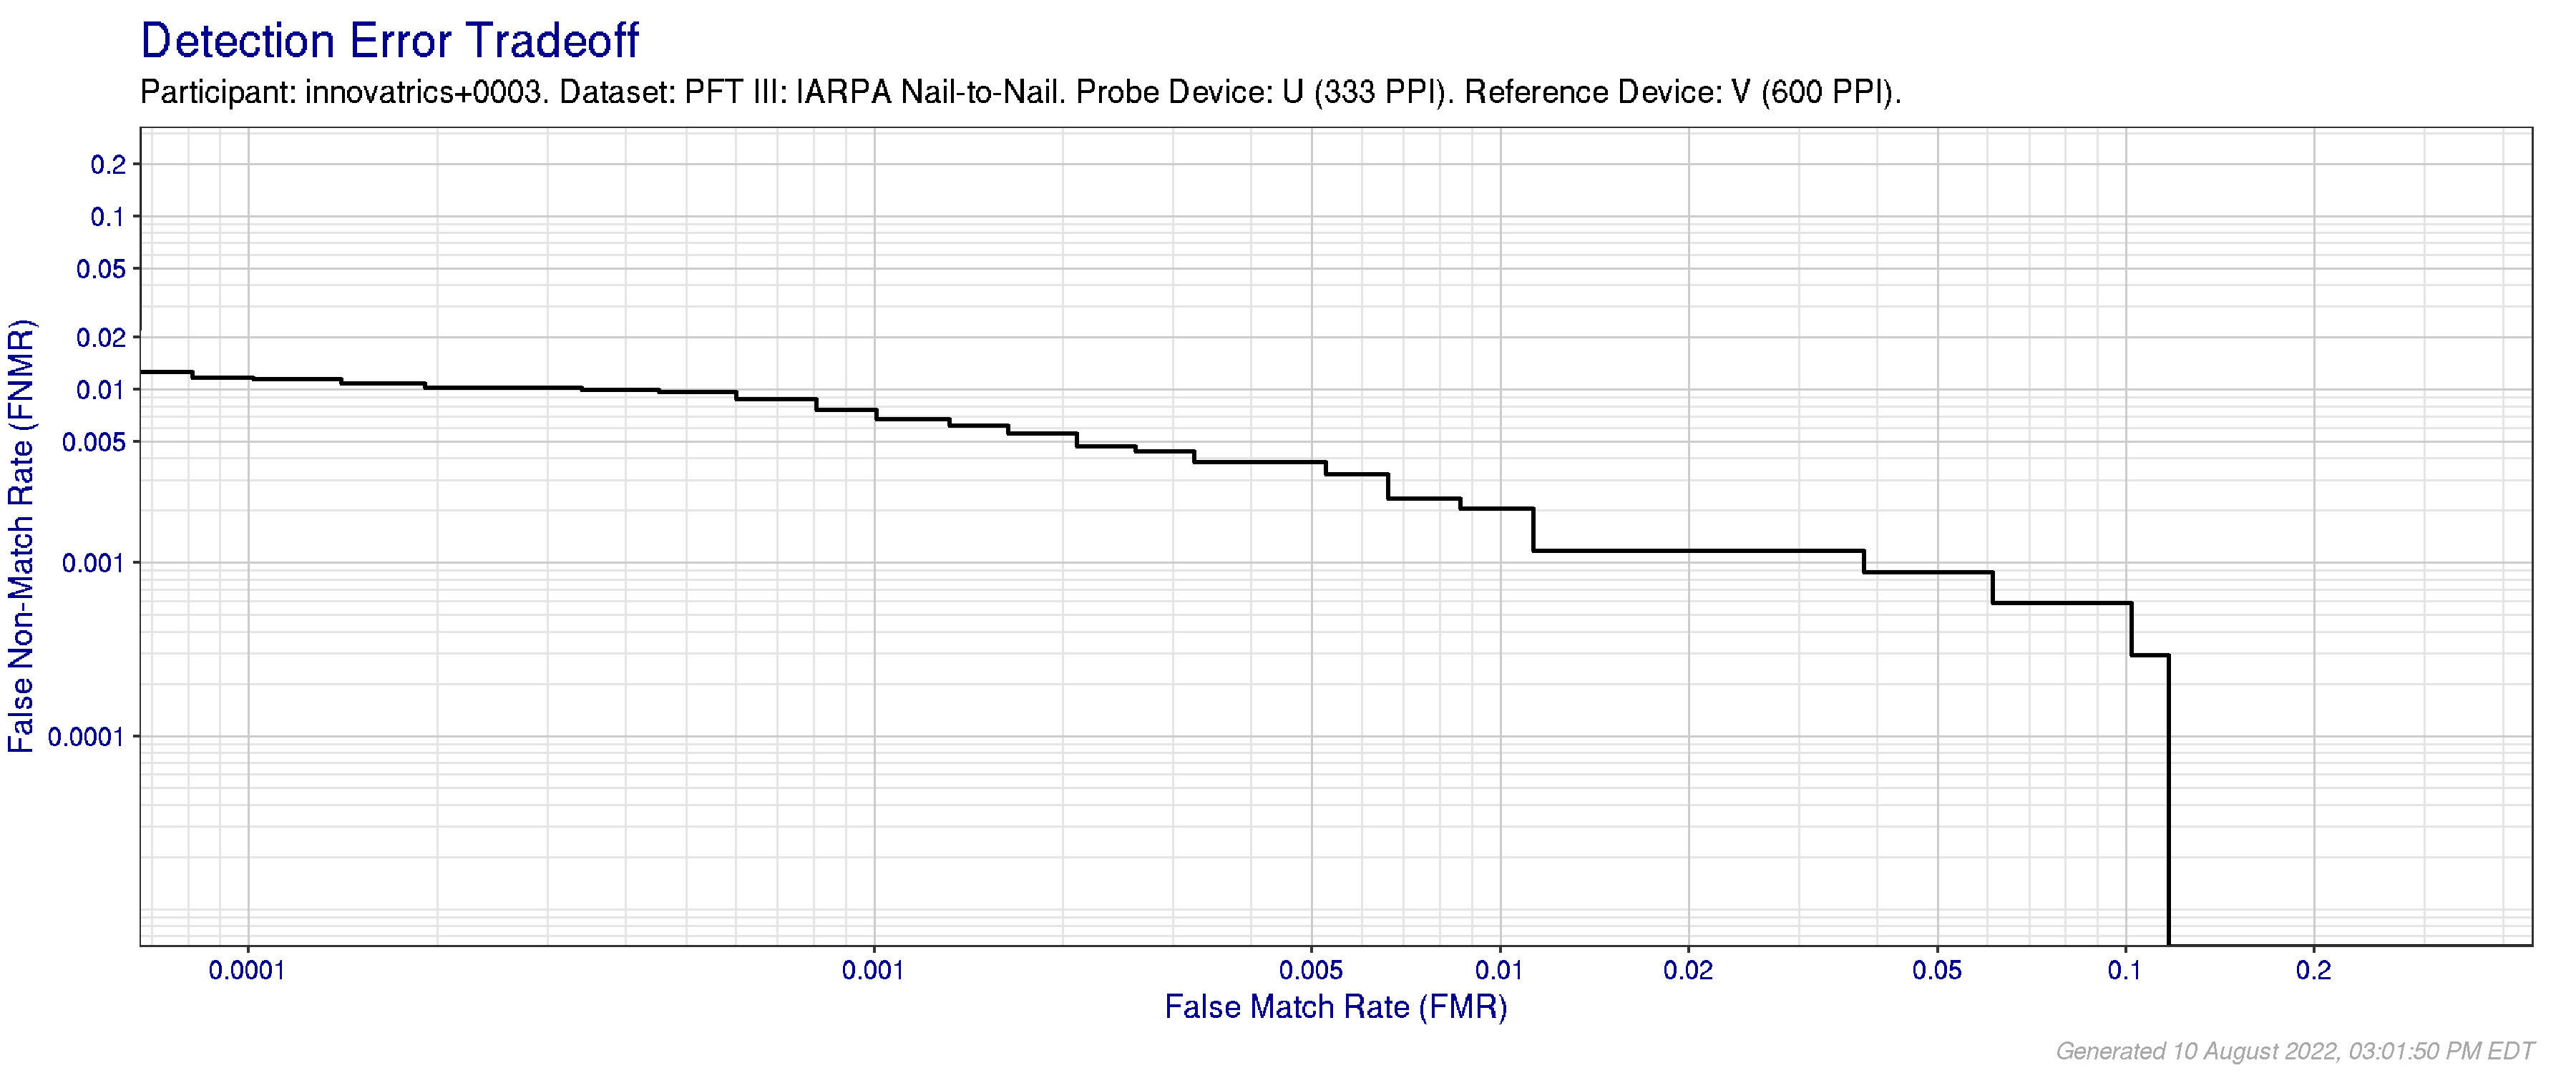 Detection Error Tradeoff
Participant: innovatrics+0003. Dataset: PFT III: IARPA Nail-to-Nail. Probe Device: U (333 PPI). Reference Device: V (600 PPI).
False Non-Match Rate (FNMR)
0.2
0.1
0.05
0.02
0.01
0.005
0.001
0.0001
0.0001 0.001 0.005 0.01 0.02 0.05 0.1 0.2
False Match Rate (FMR)
Generated 10 August 2022, 03:01:50 PM EDT